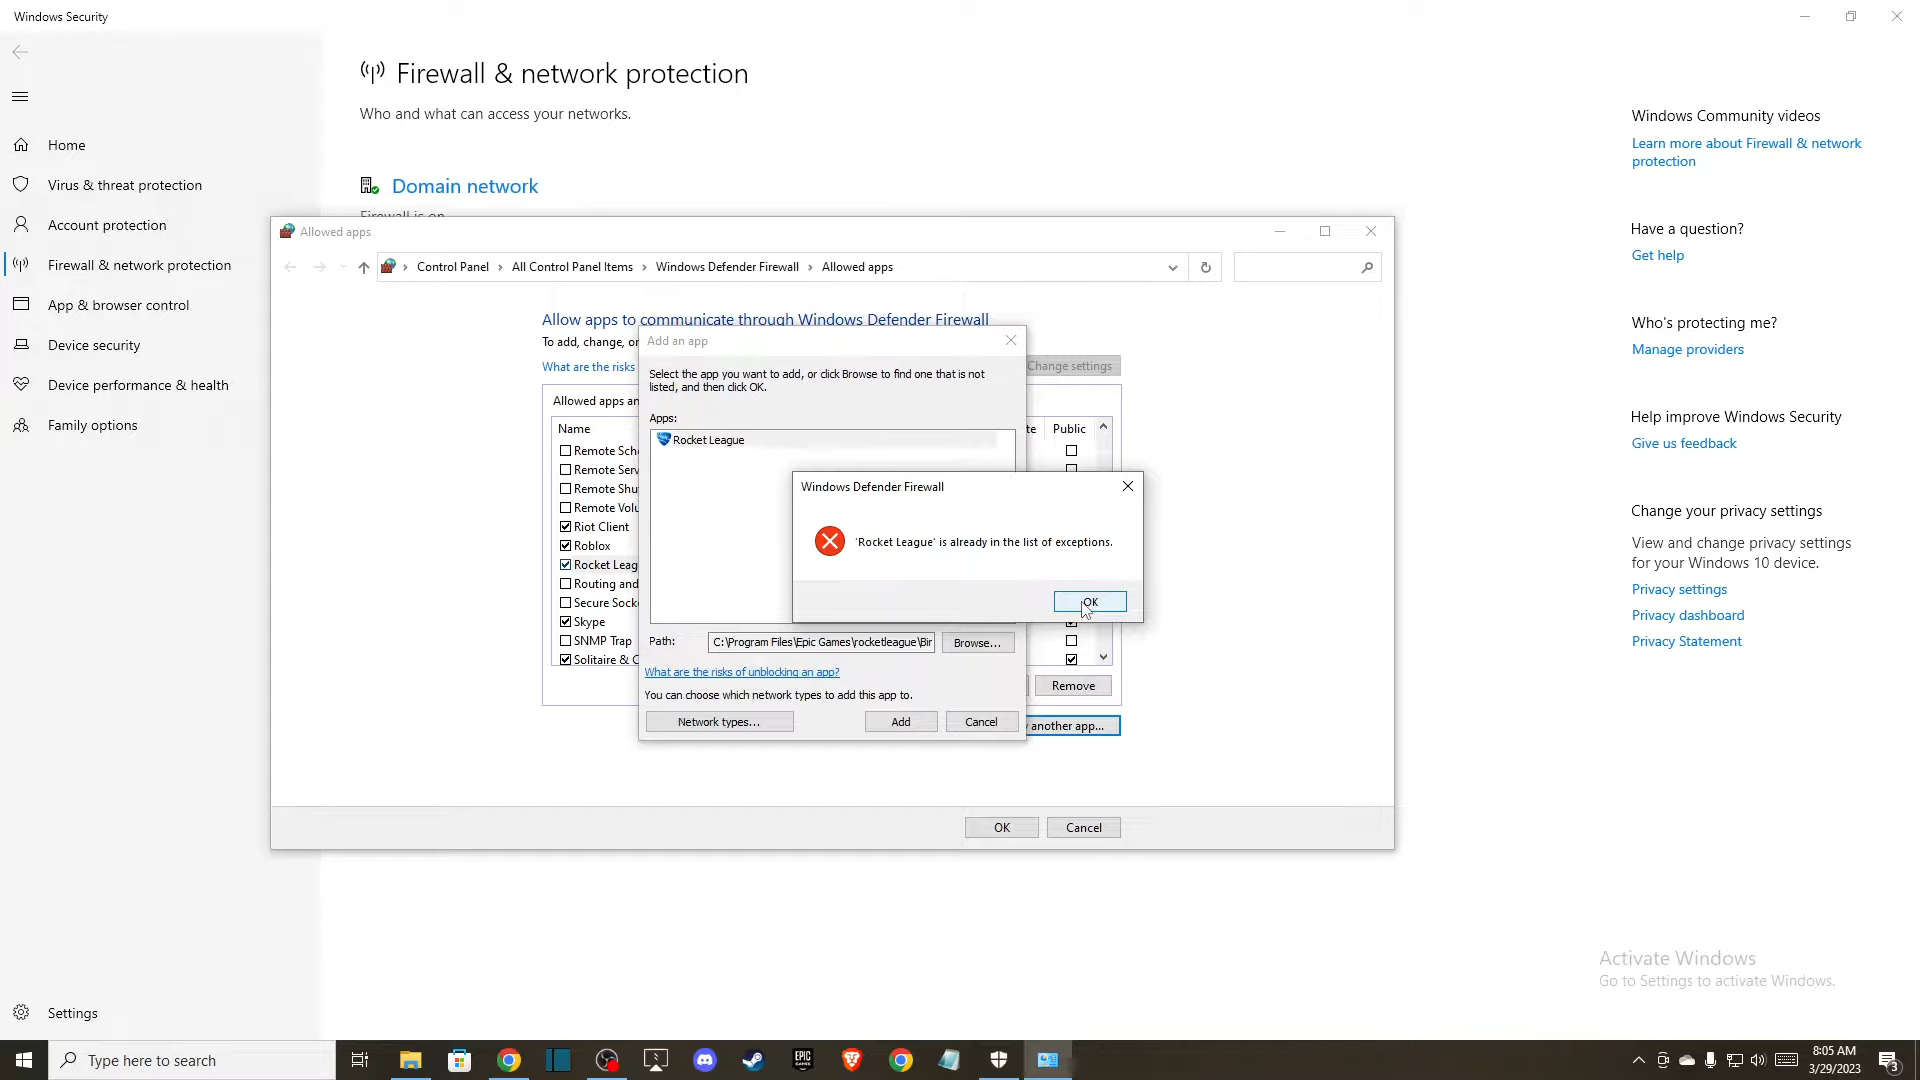 Windows Security
Firewall & network protection
Who and what can access your networks.
Home
Virus & threat protection
Account protection
Firewall & network protection
App & browser control
Device security
Device performance & health
Family options
Settings
Domain network
Firewall is on
Windows Community videos
Learn more about Firewall & network
protection
Have a question?
Get help
Who's protecting me?
Manage providers
Help improve Windows Security
Give us feedback
Change your privacy settings
View and change privacy settings
for your Windows 10 device.
Privacy settings
Privacy dashboard
Privacy Statement
Allowed apps
Control Panel › All Control Panel Items › Windows Defender Firewall › Allowed apps
Allow apps to communicate through Windows Defender Firewall
To add, change, or
What are the risks
Change settings
Allowed apps an
Name
te
Public
Remote Sch
Remote Serv
Remote Shu
Remote Volu
Riot Client
Roblox
Rocket Leag
Routing and
Secure Socke
Skype
SNMP Trap
Solitaire & C
Remove
another app...
OK
Cancel
Add an app
Select the app you want to add, or click Browse to find one that is not
listed, and then click OK.
Apps:
Rocket League
Path:
C:\Program Files\Epic Games\rocketleague\Bin
Browse...
What are the risks of unblocking an app?
You can choose which network types to add this app to.
Network types...
Add
Cancel
Windows Defender Firewall
'Rocket League' is already in the list of exceptions.
OK
Activate Windows
Go to Settings to activate Windows.
Type here to search
EPIC
GAMES
8:05 AM
3/29/2023
3